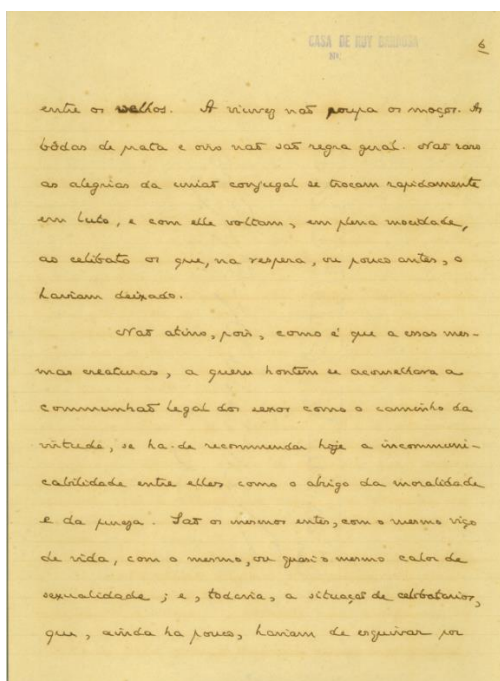 CASA DE RUY BARBOSA
Nº
6
entre os velhos. A viuvez não poupa os moços. As
bôdas de prata e oiro não são regra geral. Não raro
as alegrias da união conjugal se trocam rapidamente
em luto, e com elle voltam, em plena mocidade,
ao celibato os que, na vespera, ou pouco antes, o
haviam deixado.
Não atino, pois, como é que a essas mes-
mas creaturas, a quem hontem se aconselhava a
communhão legal dos sexos como o caminho da
virtude, se ha-de recommendar hoje a incommuni-
cabilidade entre elles como o abrigo da moralidade
e da pureza. São os mesmos entes, com o mesmo viço
de vida, com o mesmo, ou quasi o mesmo calor de
sexualidade; e, todavia, a situação de celibatarios,
que, ainda ha pouco, haviam de esquivar por